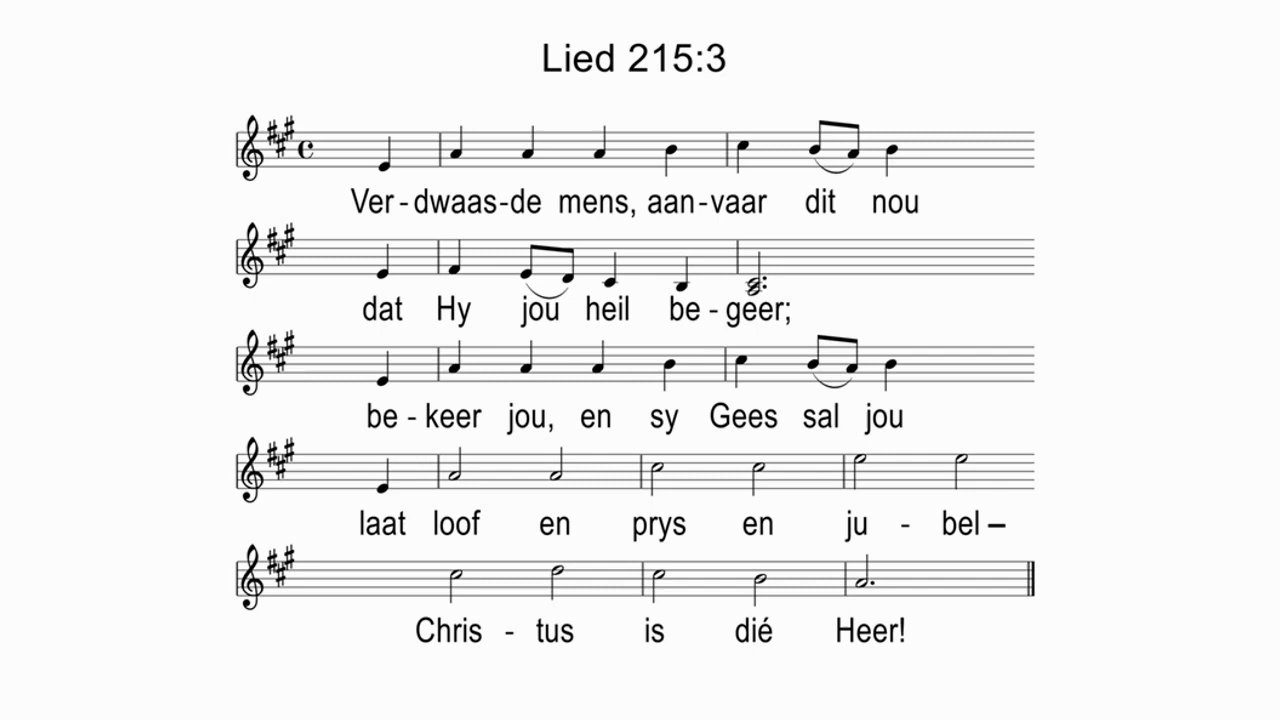 Lied 215:3
Ver - dwaas - de mens, aan - vaar dit nou
dat Hy jou heil be - geer;
be - keer jou, en sy Gees sal jou
laat loof en prys en ju - bel –
Chris - tus is dié Heer!